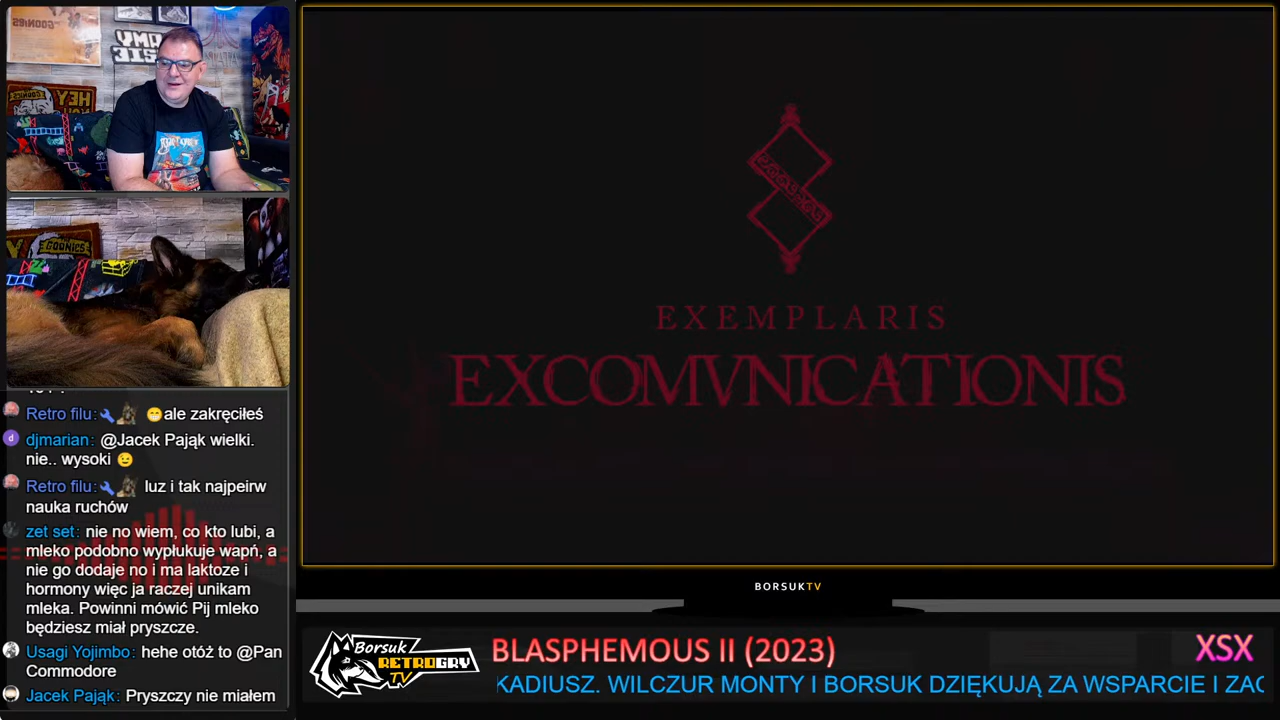 GOONIES
HEY
GOONIES
ale zakręciłeś
Retro filu:
djmarian: @Jacek Pająk wielki.
nie.. wysoki 😉
Retro filu: luz i tak najpeirw
nauka ruchów
zet set: nie no wiem, co kto lubi, a
mleko podobno wypłukuje wapń, a
nie go dodaje no i ma laktoze i
hormony więc ja raczej unikam
mleka. Powinni mówić Pij mleko
będziesz miał pryszcze.
Usagi Yojimbo: hehe otóż to @Pan
Commodore
Jacek Pająk: Pryszczy nie miałem
EXEMPLARIS
EXCOMVNICATIONIS
BORSUKTV
Borsuk
RETROGRY
TV
BLASPHEMOUS II (2023)
XSX
KADIUSZ. WILCZUR MONTY I BORSUK DZIĘKUJĄ ZA WSPARCIE I ZAC